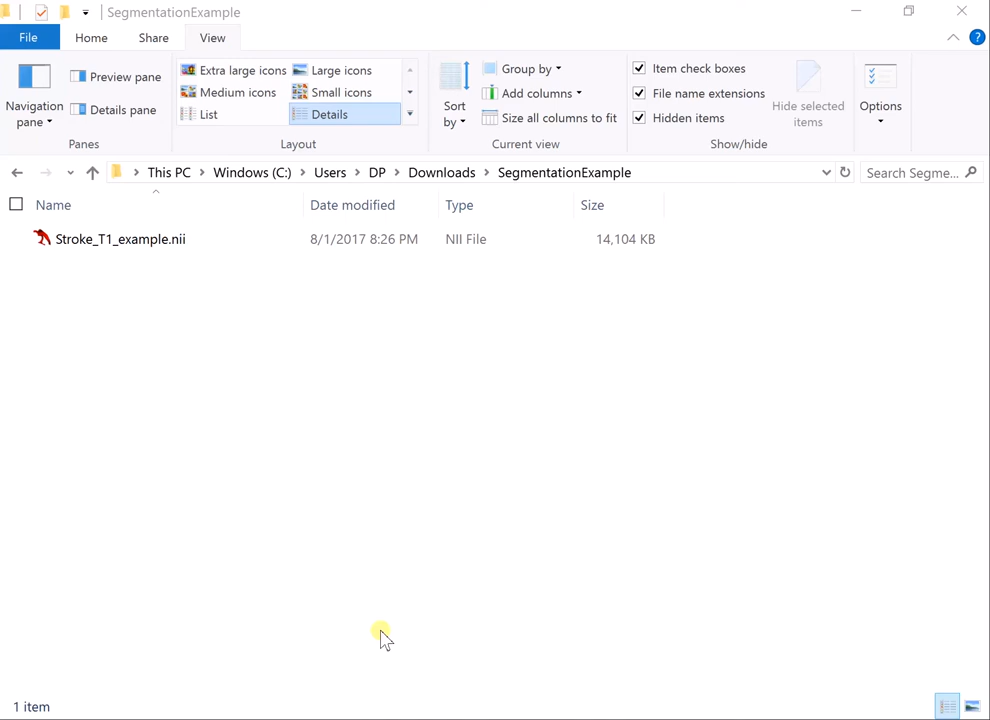 SegmentationExample
File Home Share View
Navigation pane
Preview pane
Details pane
Panes
Extra large icons Large icons
Medium icons Small icons
List Details
Layout
Sort by
Group by
Add columns
Size all columns to fit
Current view
Item check boxes
File name extensions
Hidden items
Hide selected items
Show/hide
Options
This PC Windows (C:) Users DP Downloads SegmentationExample
Search Segme...
Name Date modified Type Size
Stroke_T1_example.nii 8/1/2017 8:26 PM NII File 14,104 KB
1 item